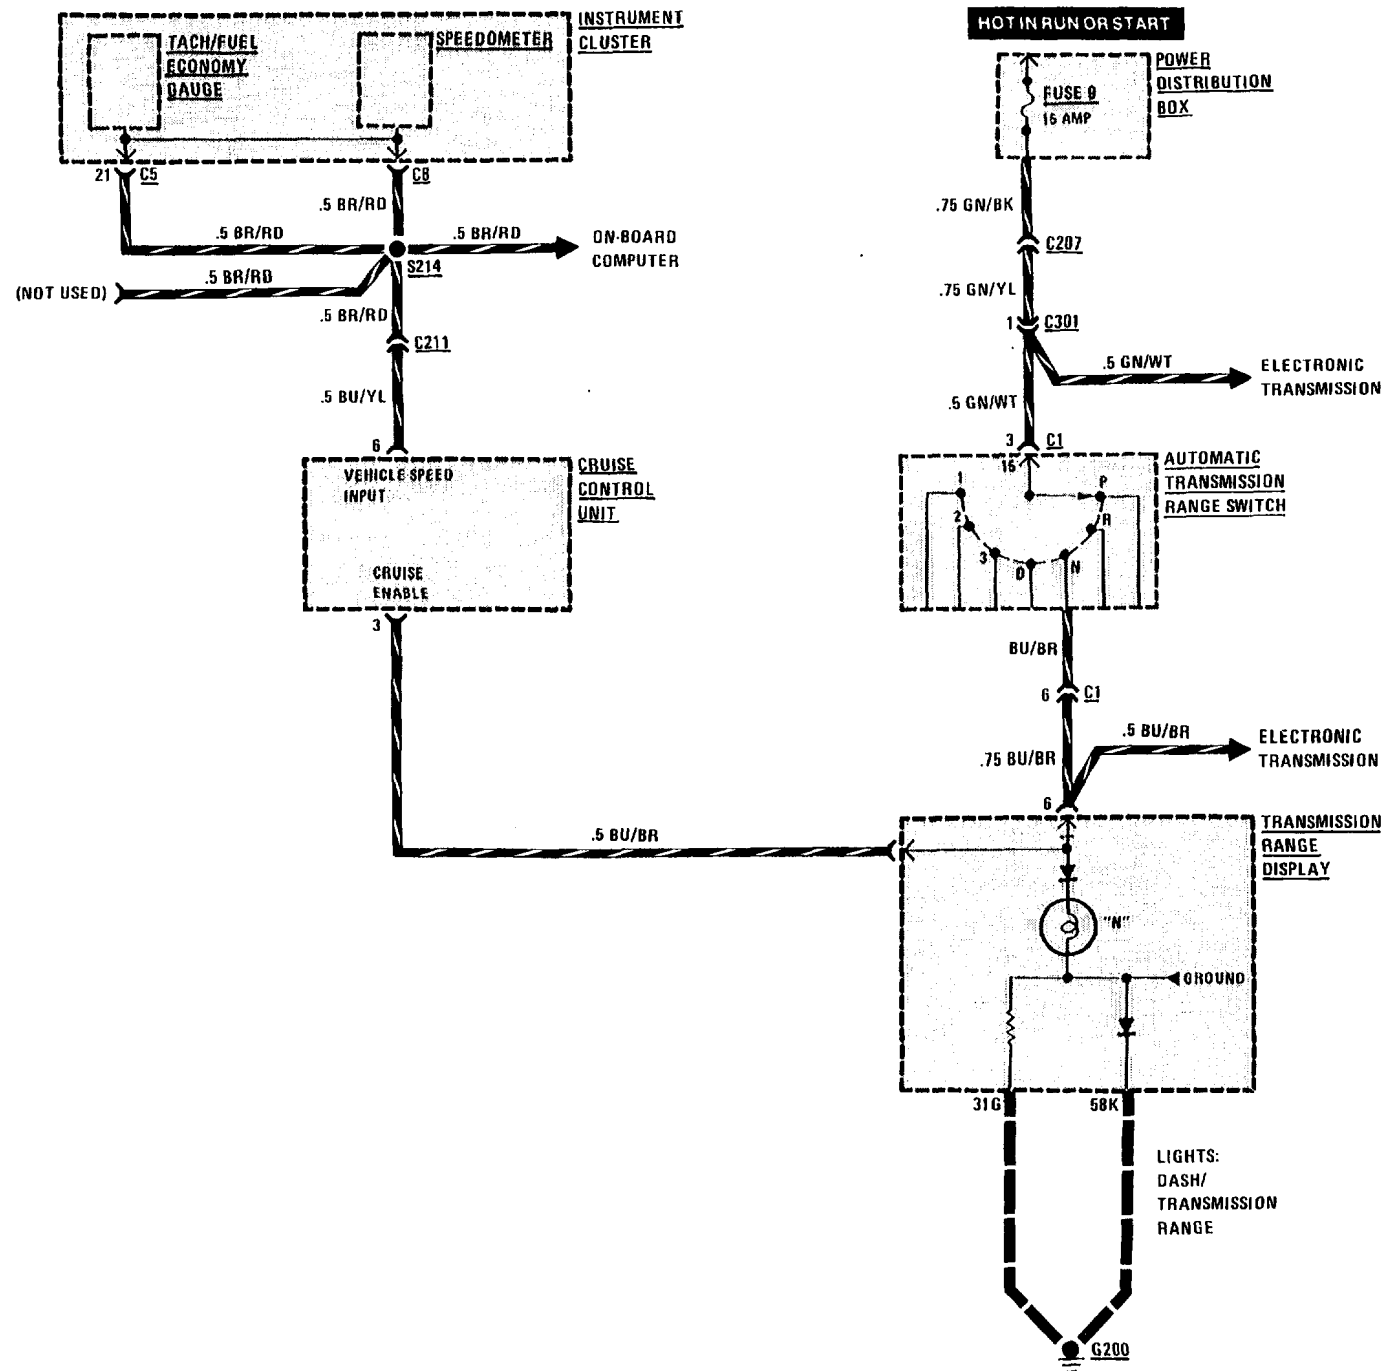 INSTRUMENT
CLUSTER
TACH/FUEL
ECONOMY
GAUGE
SPEEDOMETER
21 C5
C8
.5 BR/RD
.5 BR/RD
.5 BR/RD
ON-BOARD
COMPUTER
S214
(NOT USED)
.5 BR/RD
.5 BR/RD
C211
.5 BU/YL
6
VEHICLE SPEED
INPUT
CRUISE
CONTROL
UNIT
CRUISE
ENABLE
3
.5 BU/BR
HOT IN RUN OR START
POWER
DISTRIBUTION
BOX
FUSE 9
15 AMP
.75 GN/BK
C207
.75 GN/YL
1 C301
.5 GN/WT
ELECTRONIC
TRANSMISSION
.5 GN/WT
3 C1
16
AUTOMATIC
TRANSMISSION
RANGE SWITCH
1
2
3
D
N
R
P
BU/BR
6 C1
.5 BU/BR
ELECTRONIC
TRANSMISSION
.75 BU/BR
6
TRANSMISSION
RANGE
DISPLAY
"N"
GROUND
31G
58K
LIGHTS:
DASH/
TRANSMISSION
RANGE
G200